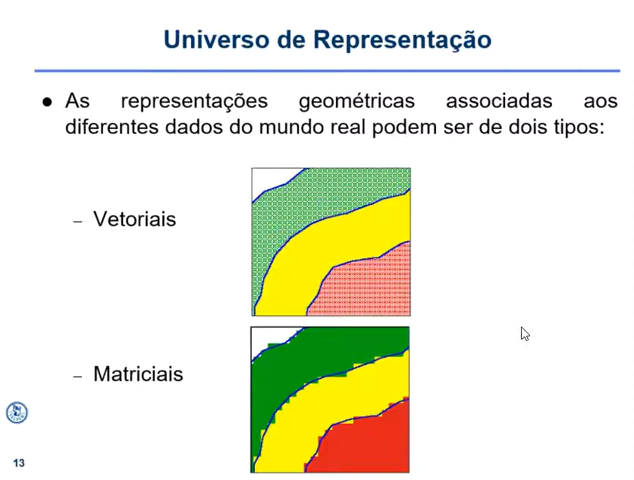 Universo de Representação
● As representações geométricas associadas aos
diferentes dados do mundo real podem ser de dois tipos:
– Vetoriais
– Matriciais
13